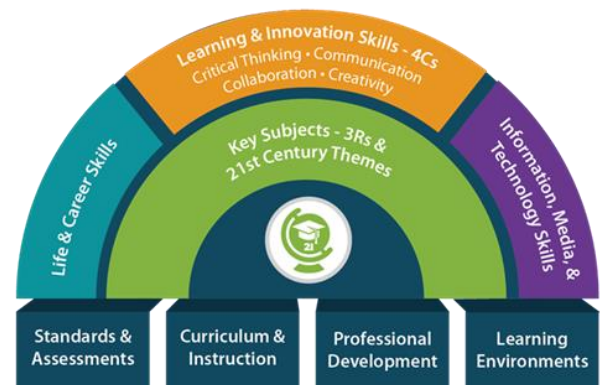 Learning & Innovation Skills - 4Cs
Critical Thinking • Communication
Collaboration • Creativity
Life & Career Skills
Key Subjects - 3Rs &
21st Century Themes
Information, Media, &
Technology Skills
21
Standards &
Assessments
Curriculum &
Instruction
Professional
Development
Learning
Environments